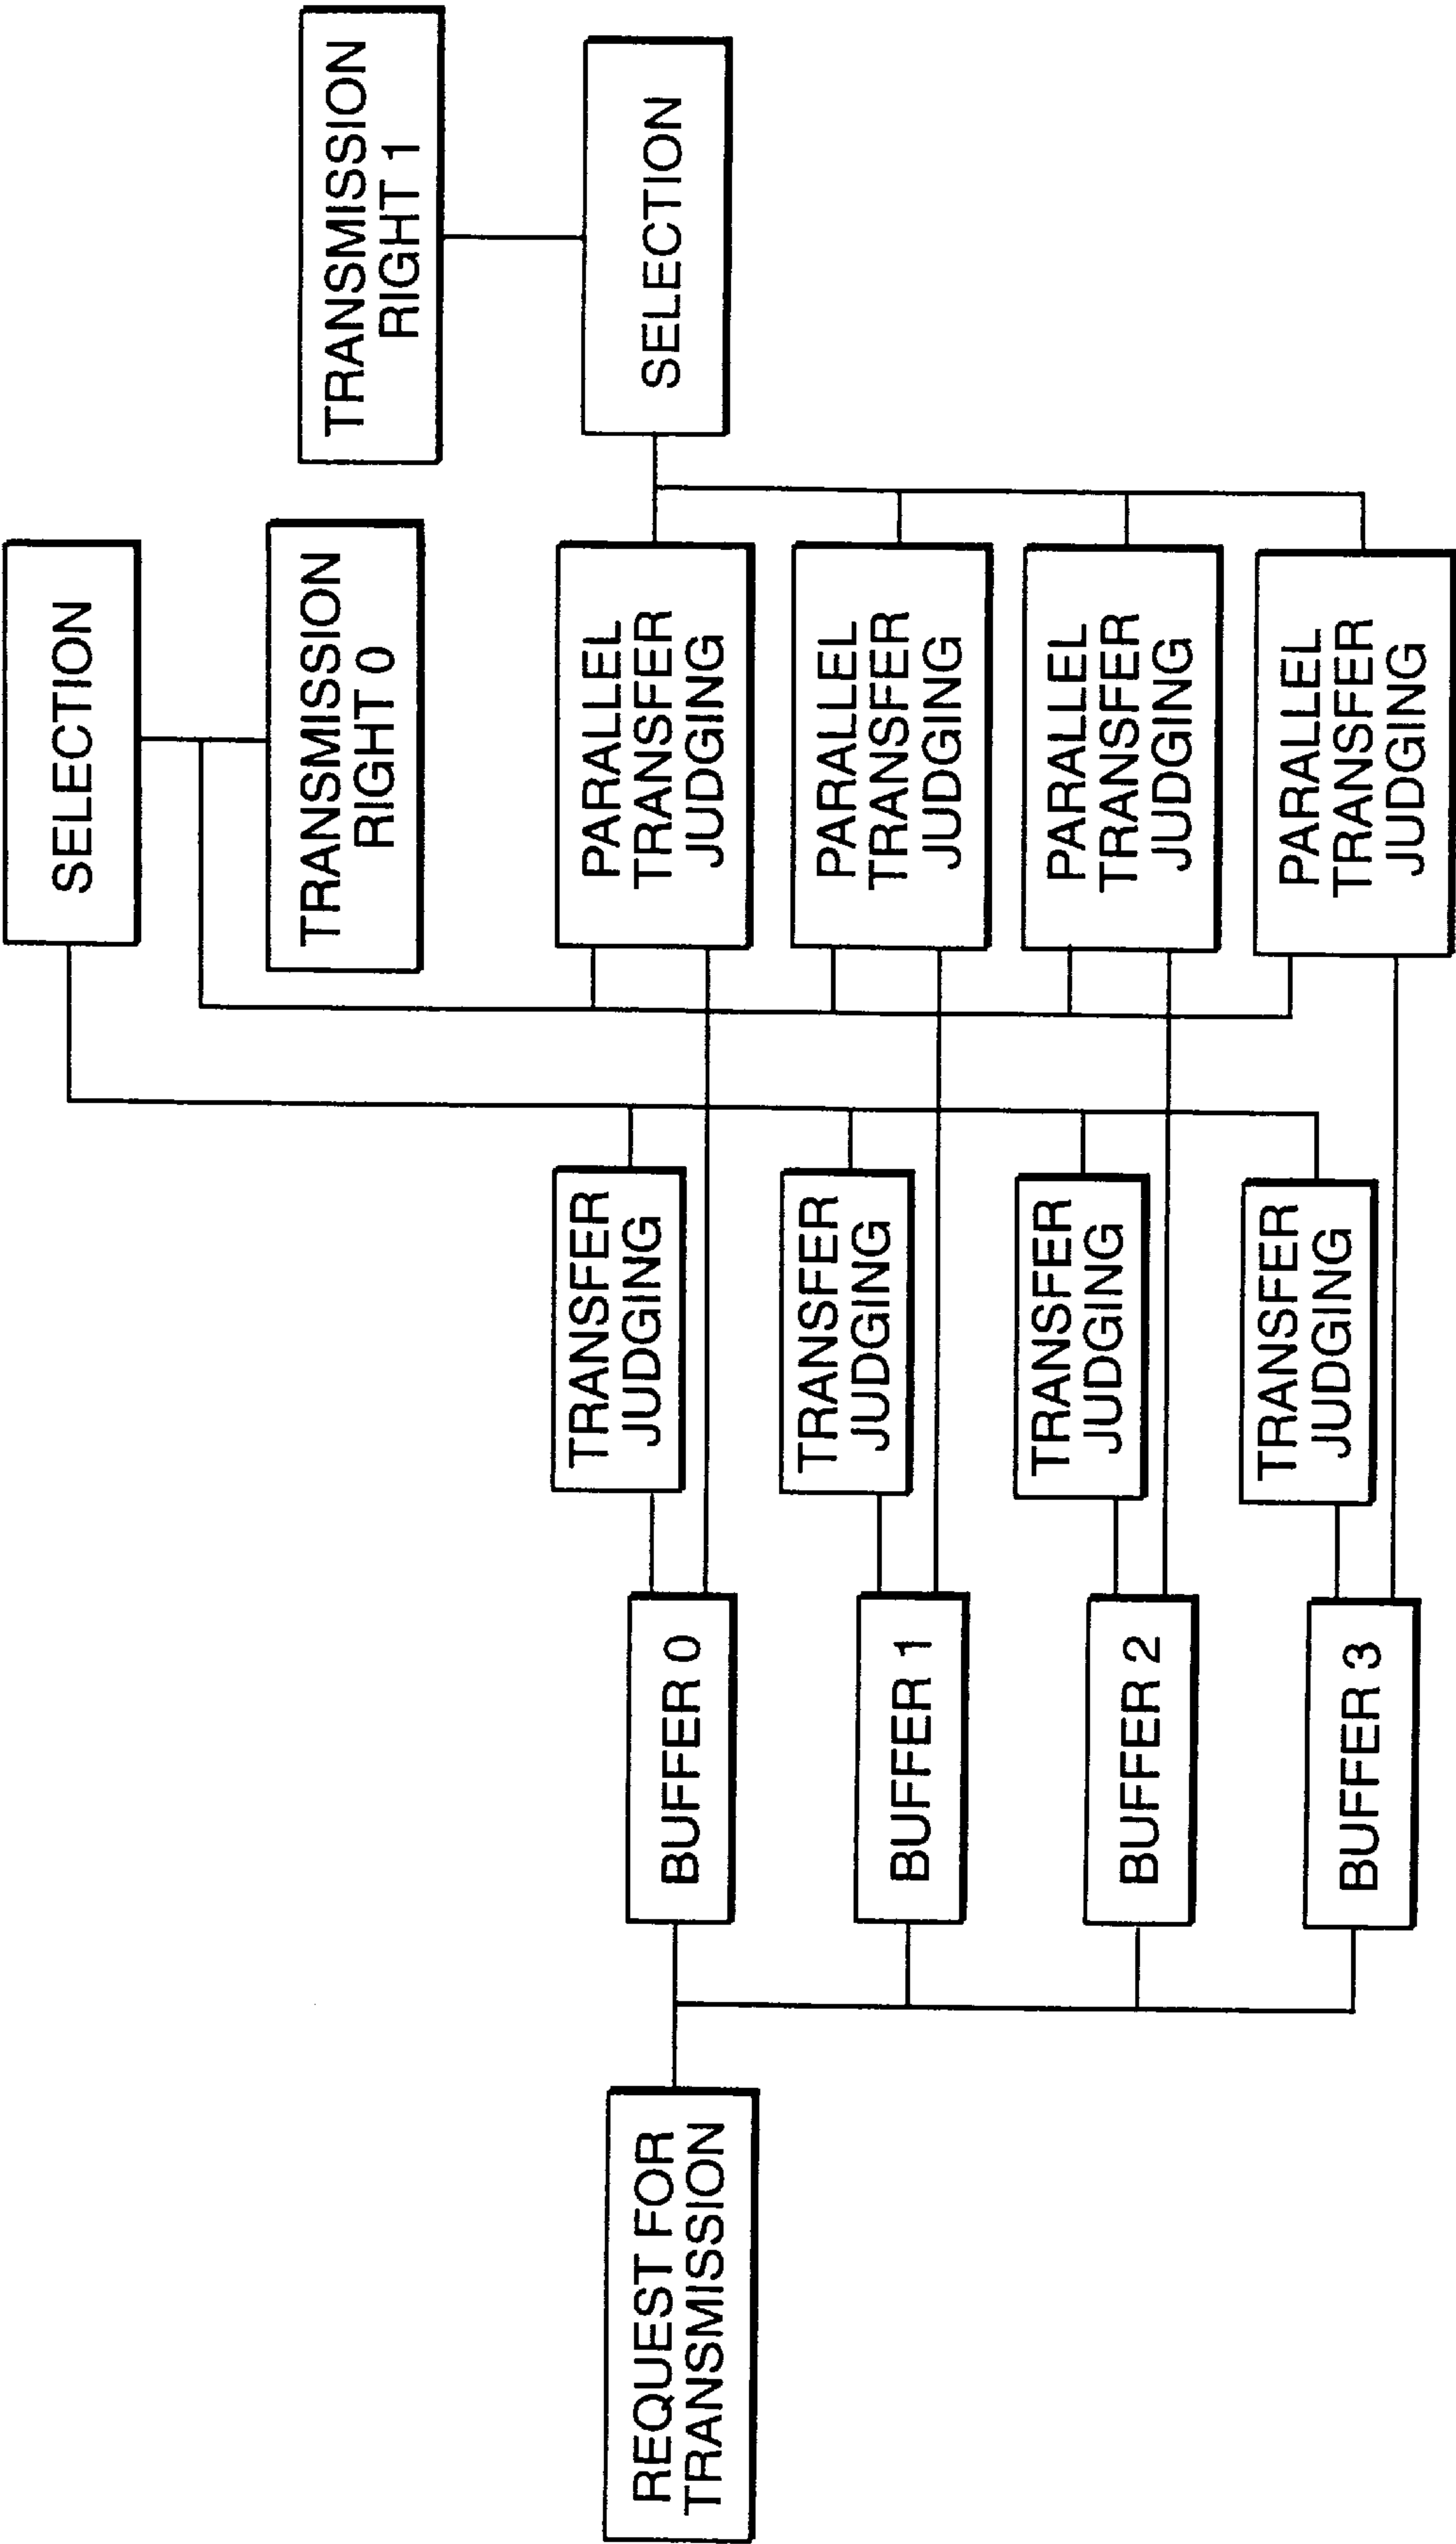 REQUEST FOR
TRANSMISSION
BUFFER 0
BUFFER 1
BUFFER 2
BUFFER 3
TRANSFER
JUDGING
TRANSFER
JUDGING
TRANSFER
JUDGING
TRANSFER
JUDGING
SELECTION
TRANSMISSION
RIGHT 0
PARALLEL
TRANSFER
JUDGING
PARALLEL
TRANSFER
JUDGING
PARALLEL
TRANSFER
JUDGING
PARALLEL
TRANSFER
JUDGING
TRANSMISSION
RIGHT 1
SELECTION